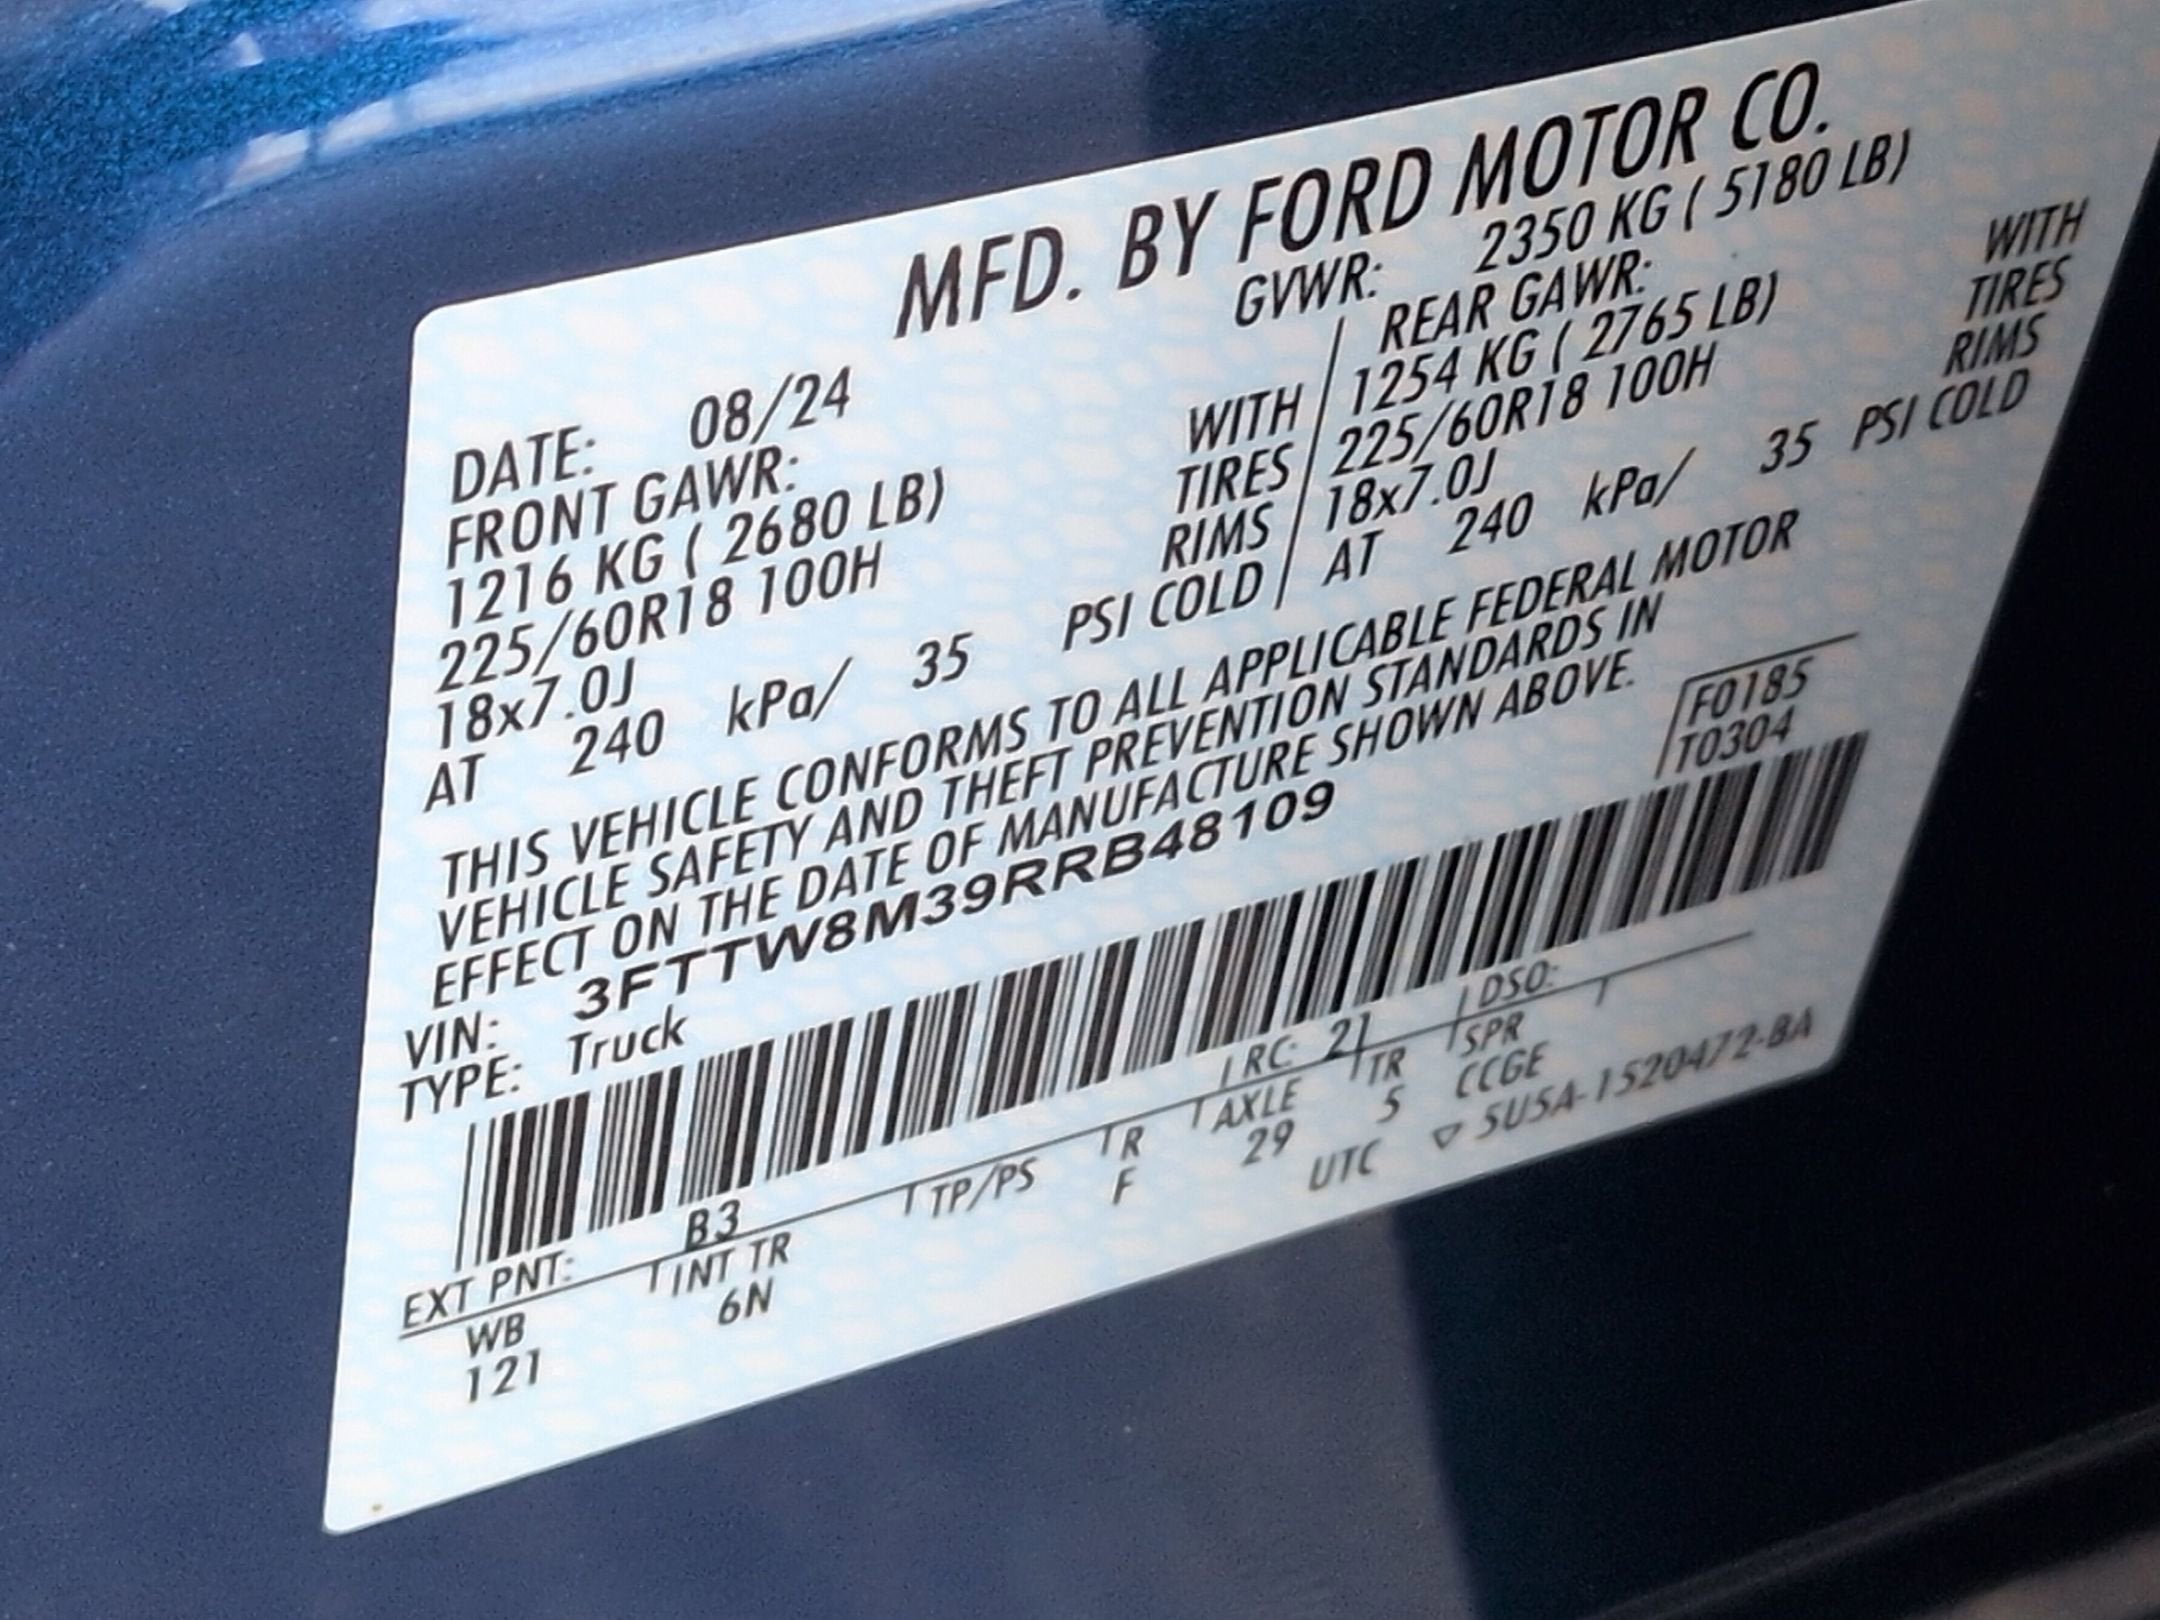 MFD. BY FORD MOTOR CO.
DATE: 08/24 GVWR: 2350 KG ( 5180 LB)
FRONT GAWR: REAR GAWR:
1216 KG ( 2680 LB) WITH 1254 KG ( 2765 LB) WITH
225/60R18 100H TIRES 225/60R18 100H TIRES
18x7.0J RIMS 18x7.0J RIMS
AT 240 kPa/ 35 PSI COLD AT 240 kPa/ 35 PSI COLD
THIS VEHICLE CONFORMS TO ALL APPLICABLE FEDERAL MOTOR
VEHICLE SAFETY AND THEFT PREVENTION STANDARDS IN
EFFECT ON THE DATE OF MANUFACTURE SHOWN ABOVE.
VIN: 3FTTW8M39RRB48109 F0185
TYPE: Truck T0304
EXT PNT: B3 RC: 21 DSO:
WB INT TR TP/PS R AXLE TR SPR
121 6N F 29 5 CCGE
UTC ▽ 5U5A-1520472-BA